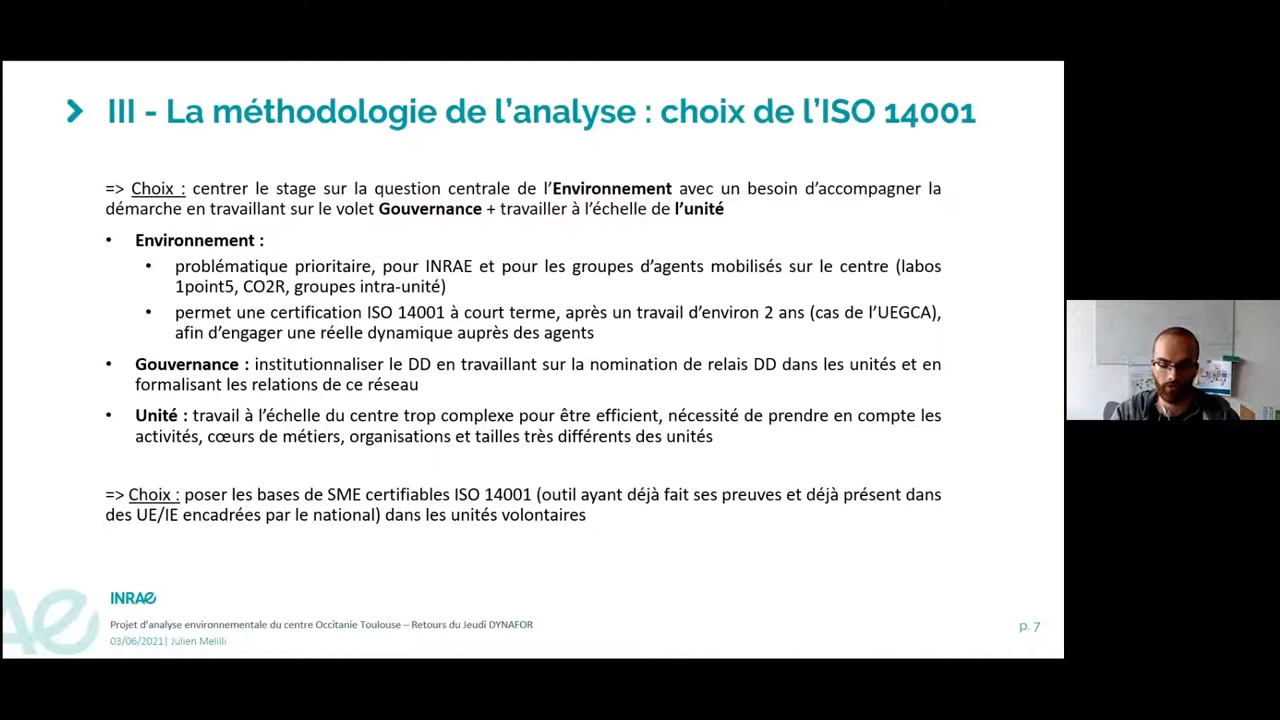 III - La méthodologie de l’analyse : choix de l’ISO 14001
=> Choix : centrer le stage sur la question centrale de l’Environnement avec un besoin d’accompagner la
démarche en travaillant sur le volet Gouvernance + travailler à l’échelle de l’unité
• Environnement :
• problématique prioritaire, pour INRAE et pour les groupes d’agents mobilisés sur le centre (labos
1point5, CO2R, groupes intra-unité)
• permet une certification ISO 14001 à court terme, après un travail d’environ 2 ans (cas de l’UEGCA),
afin d’engager une réelle dynamique auprès des agents
• Gouvernance : institutionnaliser le DD en travaillant sur la nomination de relais DD dans les unités et en
formalisant les relations de ce réseau
• Unité : travail à l’échelle du centre trop complexe pour être efficient, nécessité de prendre en compte les
activités, cœurs de métiers, organisations et tailles très différents des unités
=> Choix : poser les bases de SME certifiables ISO 14001 (outil ayant déjà fait ses preuves et déjà présent dans
des UE/IE encadrées par le national) dans les unités volontaires
INRAE
Projet d’analyse environnementale du centre Occitanie Toulouse – Retours du Jeudi DYNAFOR
03/06/2021| Julien Melilli
p. 7